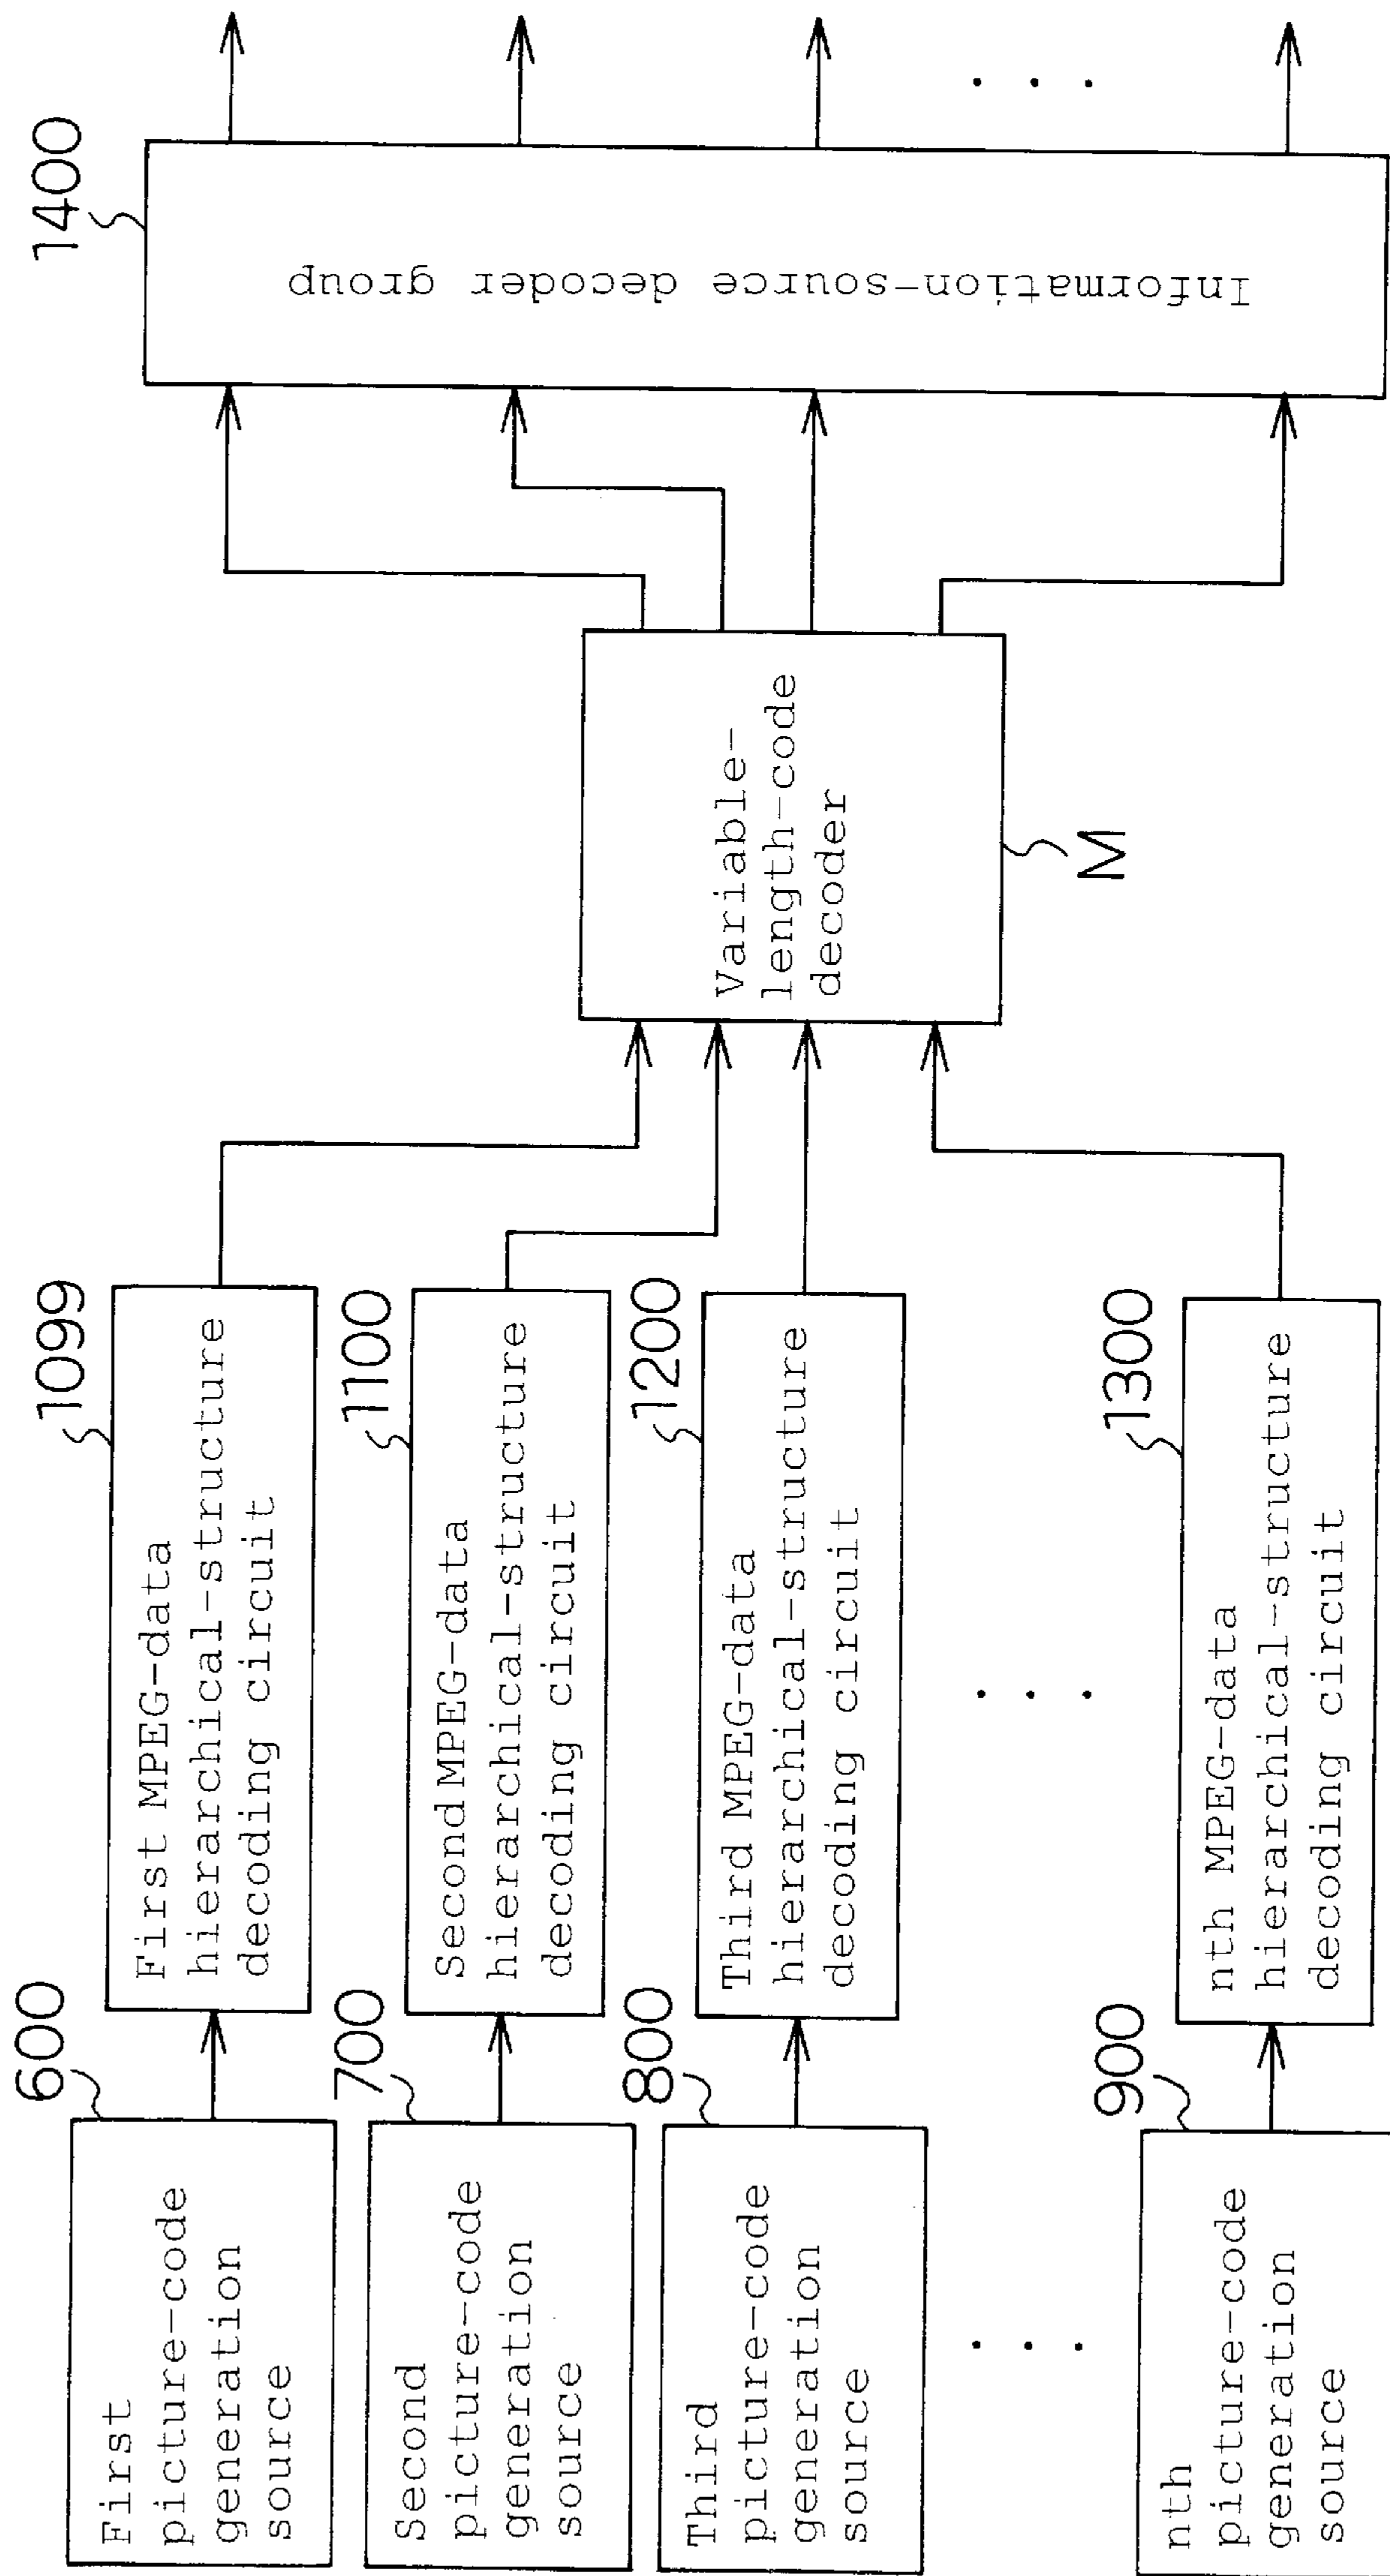 600
First
picture-code
generation
source
700
Second
picture-code
generation
source
800
Third
picture-code
generation
source
. . .
900
nth
picture-code
generation
source
1099
First MPEG-data
hierarchical-structure
decoding circuit
1100
Second MPEG-data
hierarchical-structure
decoding circuit
1200
Third MPEG-data
hierarchical-structure
decoding circuit
. . .
1300
nth MPEG-data
hierarchical-structure
decoding circuit
Variable-
length-code
decoder
M
1400
Information-source decoder group
. . .